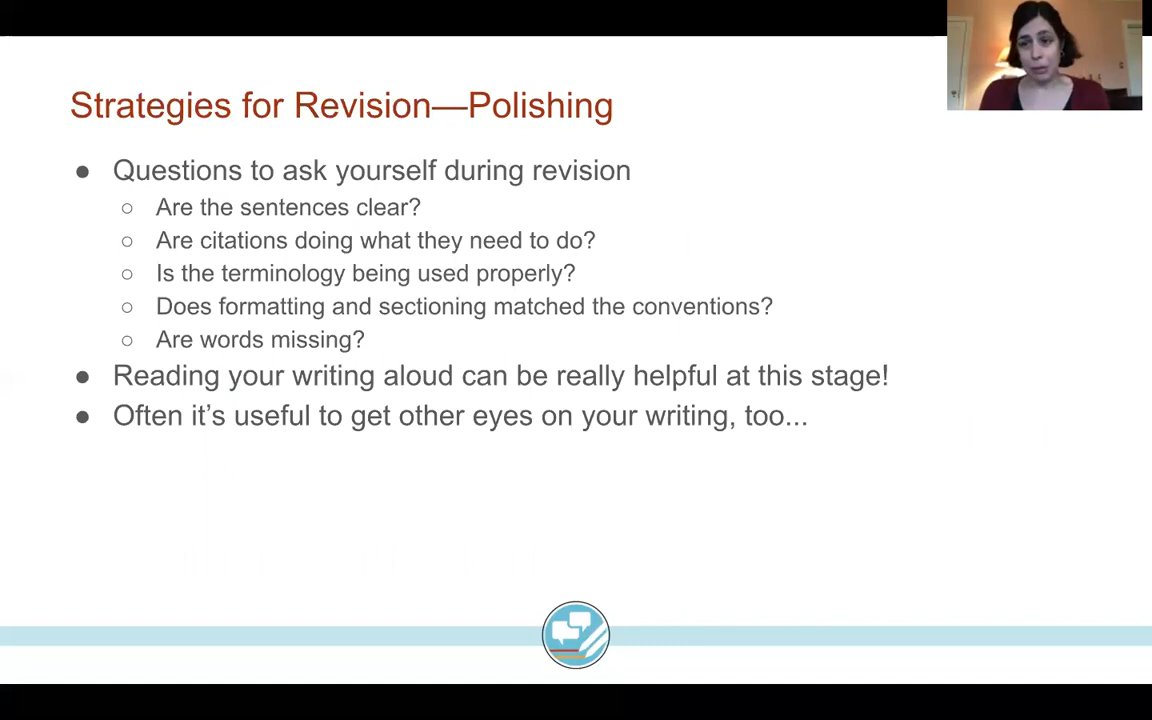 Strategies for Revision—Polishing
● Questions to ask yourself during revision
○ Are the sentences clear?
○ Are citations doing what they need to do?
○ Is the terminology being used properly?
○ Does formatting and sectioning matched the conventions?
○ Are words missing?
● Reading your writing aloud can be really helpful at this stage!
● Often it’s useful to get other eyes on your writing, too...